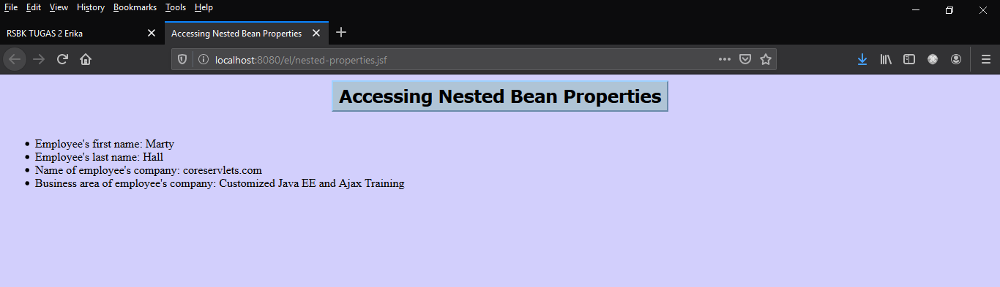 File Edit View History Bookmarks Tools Help
RSBK TUGAS 2 Erika Accessing Nested Bean Properties
localhost:8080/el/nested-properties.jsf
Accessing Nested Bean Properties
Employee's first name: Marty
Employee's last name: Hall
Name of employee's company: coreservlets.com
Business area of employee's company: Customized Java EE and Ajax Training